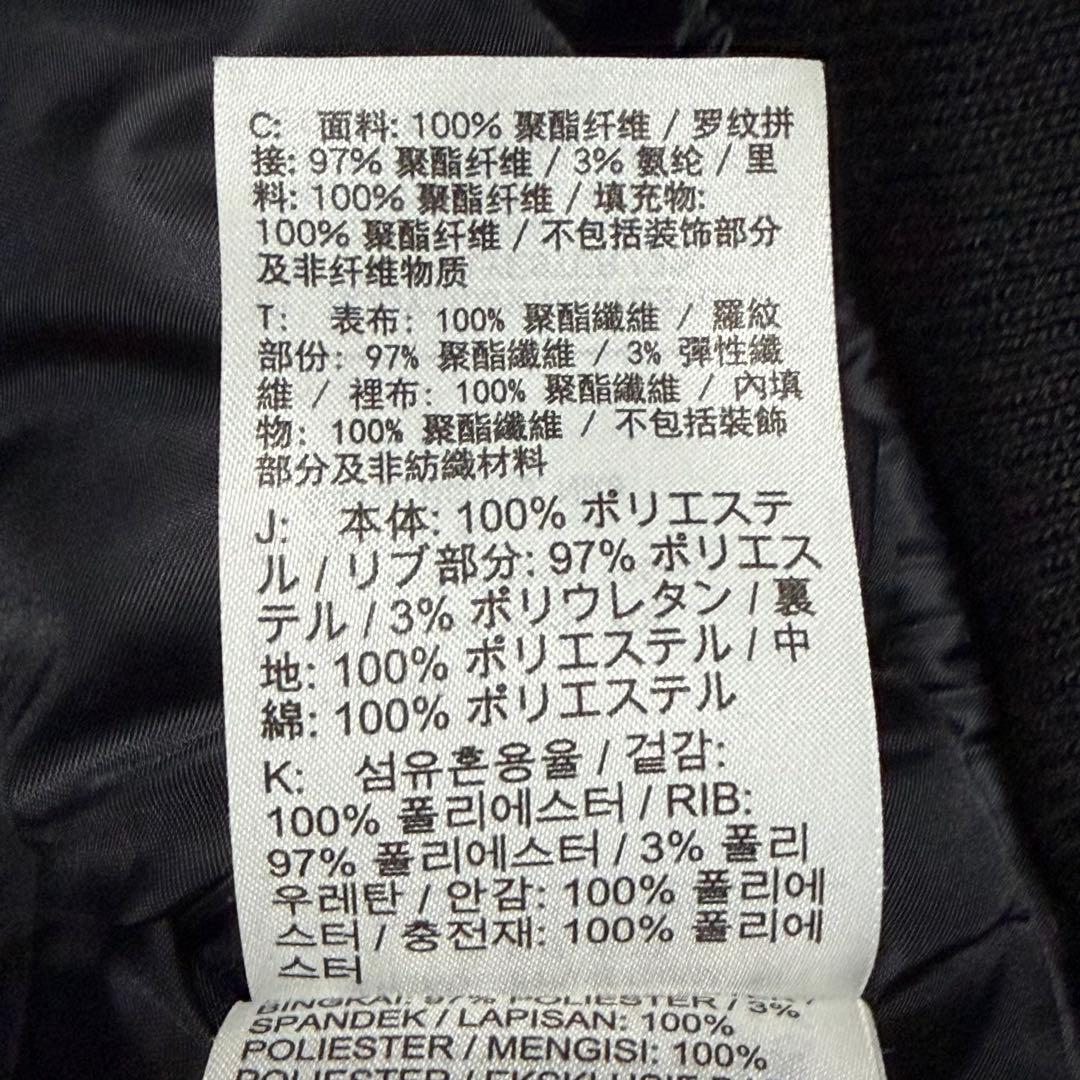 C: 面料: 100% 聚酯纤维 / 罗纹拼
接: 97% 聚酯纤维 / 3% 氨纶 / 里
料: 100% 聚酯纤维 / 填充物:
100% 聚酯纤维 / 不包括装饰部分
及非纤维物质
T: 表布: 100% 聚酯纖維 / 羅紋
部份: 97% 聚酯纖維 / 3% 彈性纖
維 / 裡布: 100% 聚酯纖維 / 內填
物: 100% 聚酯纖維 / 不包括裝飾
部分及非紡織材料
J: 本体: 100% ポリエステ
ル / リブ部分: 97% ポリエス
テル / 3% ポリウレタン / 裏
地: 100% ポリエステル / 中
綿: 100% ポリエステル
K: 섬유혼용율 / 겉감:
100% 폴리에스터 / RIB:
97% 폴리에스터 / 3% 폴리
우레탄 / 안감: 100% 폴리에
스터 / 충전재: 100% 폴리에
스터
BINGKAI: 97% POLIESTER / 3%
SPANDEK / LAPISAN: 100%
POLIESTER / MENGISI: 100%
POLIESTER / EKSKLUSIF